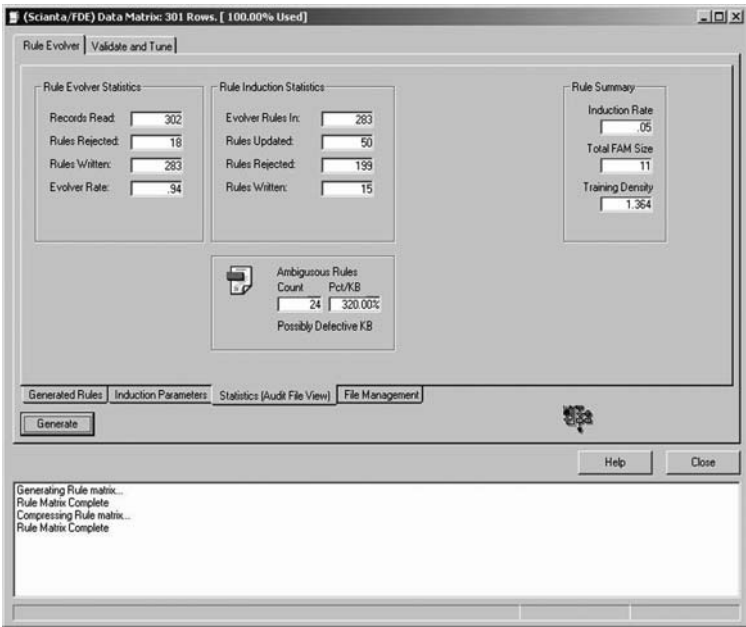 (Scianta/FDE) Data Matrix: 301 Rows. [ 100.00% Used]
Rule Evolver Validate and Tune
Rule Evolver Statistics
Records Read: 302
Rules Rejected: 18
Rules Written: 283
Evolver Rate: .94
Rule Induction Statistics
Evolver Rules In: 283
Rules Updated: 50
Rules Rejected: 199
Rules Written: 15
Rule Summary
Induction Rate
.05
Total FAM Size
11
Training Density
1.364
Ambigusous Rules
Count Pct/KB
24 320.00%
Possibly Defective KB
Generated Rules Induction Parameters Statistics (Audit File View) File Management
Generate
Help Close
Generating Rule matrix...
Rule Matrix Complete
Compressing Rule matrix...
Rule Matrix Complete